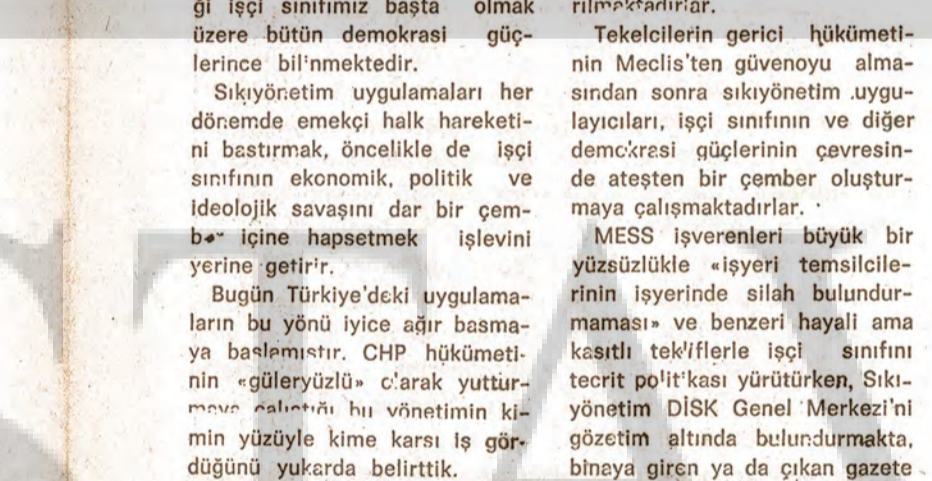 ği işçi sınıfımız başta olmak
üzere bütün demokrasi güç-
lerince bilinmektedir.
Sıkıyönetim uygulamaları her
dönemde emekçi halk hareketi-
ni bastırmak, öncelikle de işçi
sınıfının ekonomik, politik ve
ideolojik savaşını dar bir çem-
ber içine hapsetmek işlevini
yerine getirir.
Bugün Türkiye'deki uygulama-
ların bu yönü iyice ağır basma-
ya başlamıştır. CHP hükümeti-
nin «güleryüzlü» olarak yuttur-
maya çalıştığı bu yönetimin ki-
min yüzüyle kime karşı iş gör-
düğünü yukarda belirttik.
rılmaktadırlar.
Tekelcilerin gerici hükümeti-
nin Meclis'ten güvenoyu alma-
sından sonra sıkıyönetim uygu-
layıcıları, işçi sınıfının ve diğer
demokrasi güçlerinin çevresin-
de ateşten bir çember oluştur-
maya çalışmaktadırlar.
MESS işverenleri büyük bir
yüzsüzlükle «işyeri temsilcile-
rinin işyerinde silah bulundur-
maması» ve benzeri hayali ama
kasıtlı tekliflerle işçi sınıfını
tecrit politikası yürütürken, Sıkı-
yönetim DİSK Genel Merkezi'ni
gözetim altında bulundurmakta,
binaya giren ya da çıkan gazete